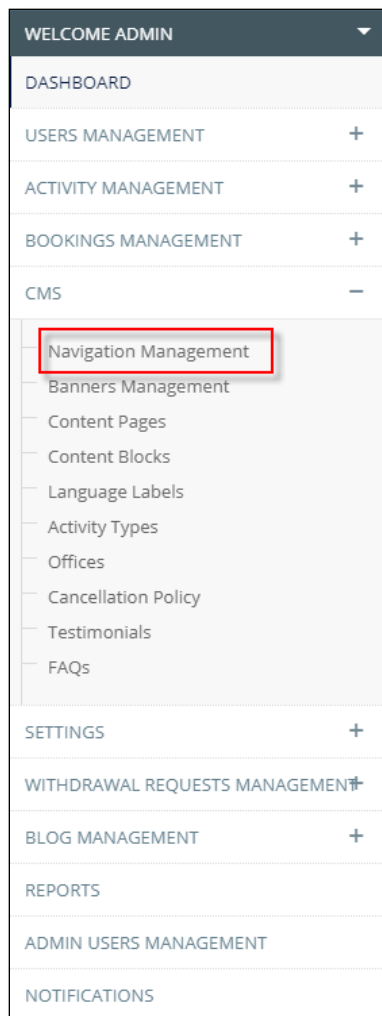 WELCOME ADMIN
DASHBOARD
USERS MANAGEMENT +
ACTIVITY MANAGEMENT +
BOOKINGS MANAGEMENT +
CMS −
Navigation Management
Banners Management
Content Pages
Content Blocks
Language Labels
Activity Types
Offices
Cancellation Policy
Testimonials
FAQs
SETTINGS +
WITHDRAWAL REQUESTS MANAGEMENT +
BLOG MANAGEMENT +
REPORTS
ADMIN USERS MANAGEMENT
NOTIFICATIONS